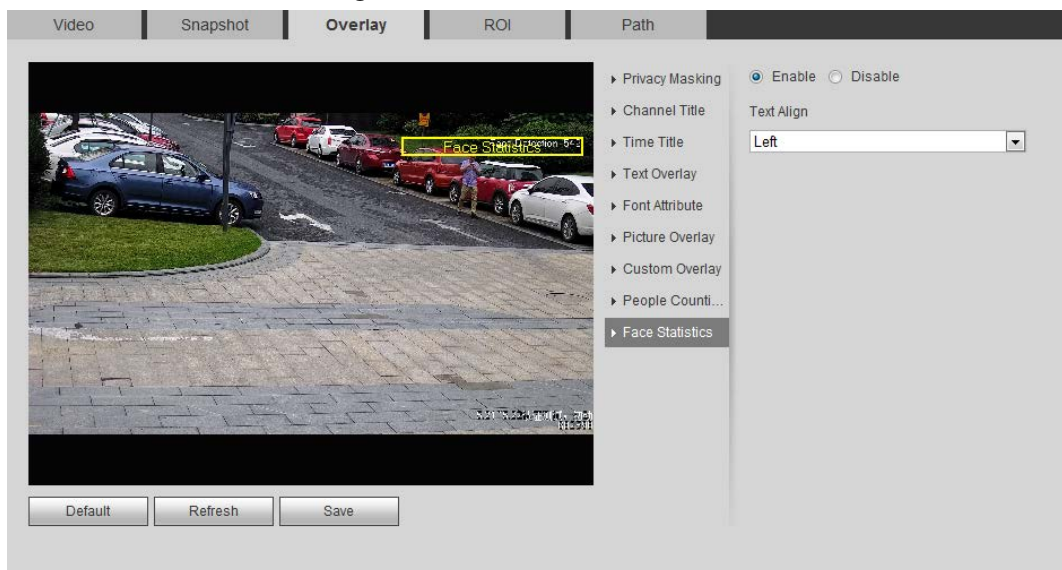 Video
Snapshot
Overlay
ROI
Path
Face Statistics
Privacy Masking
Channel Title
Time Title
Text Overlay
Font Attribute
Picture Overlay
Custom Overlay
People Counti...
Face Statistics
Enable
Disable
Text Align
Left
Default
Refresh
Save